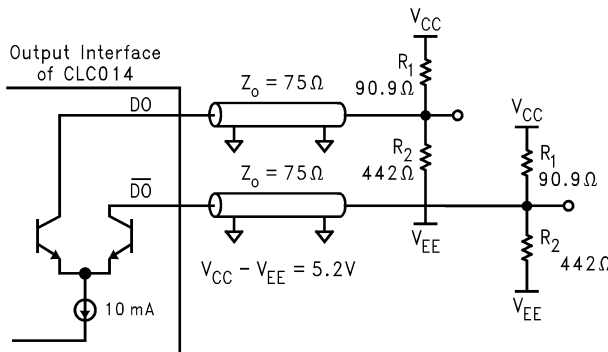 Output Interface
of CLC014
DO
Z₀ = 75Ω
V_CC
R₁
90.9Ω
R₂
442Ω
V_EE
D̅O̅
Z₀ = 75Ω
V_CC
R₁
90.9Ω
R₂
442Ω
V_EE
V_CC − V_EE = 5.2V
10 mA